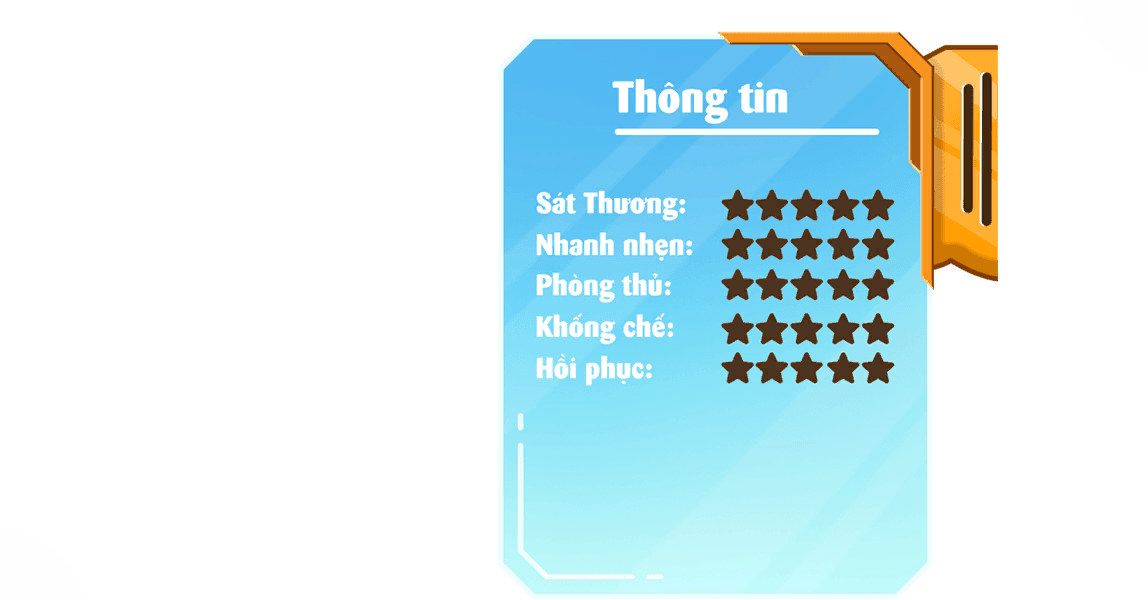 Thông tin
Sát Thương:
Nhanh nhẹn:
Phòng thủ:
Khống chế:
Hồi phục: